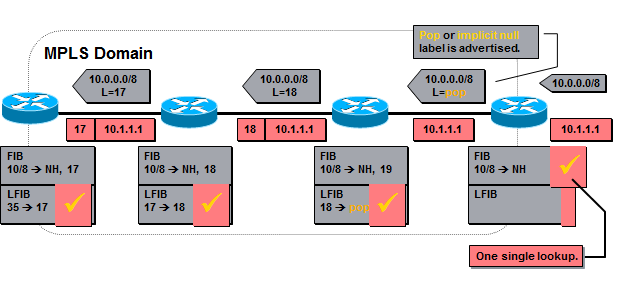 Pop or implicit null
label is advertised.
MPLS Domain
10.0.0.0/8
L=17
10.0.0.0/8
L=18
10.0.0.0/8
L=pop
10.0.0.0/8
17 10.1.1.1
18 10.1.1.1
10.1.1.1
10.1.1.1
FIB
10/8 → NH, 17
LFIB
35 → 17
FIB
10/8 → NH, 18
LFIB
17 → 18
FIB
10/8 → NH, 19
LFIB
18 → pop
FIB
10/8 → NH
LFIB
One single lookup.